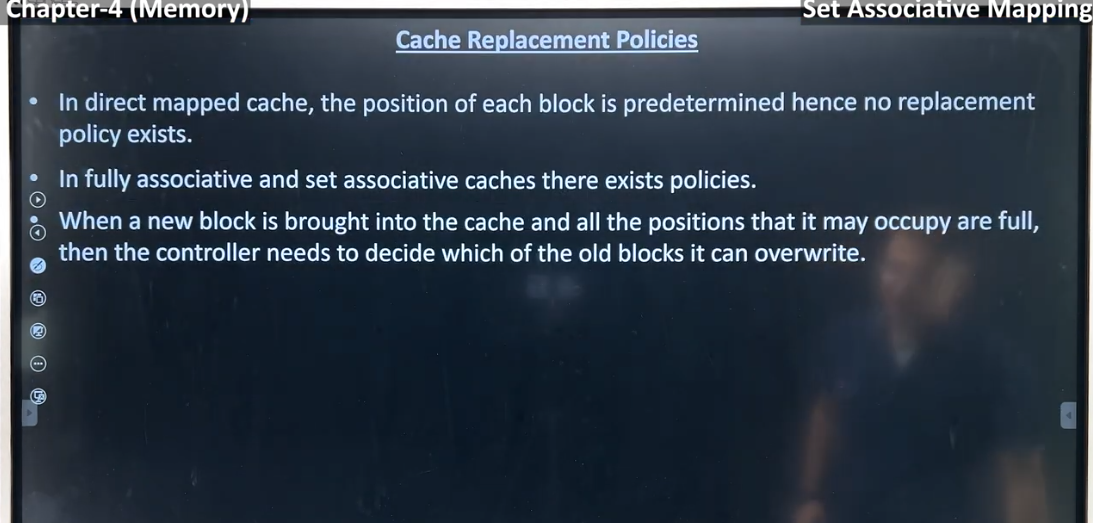 Chapter-4 (Memory)
Set Associative Mapping
Cache Replacement Policies
• In direct mapped cache, the position of each block is predetermined hence no replacement
policy exists.
• In fully associative and set associative caches there exists policies.
• When a new block is brought into the cache and all the positions that it may occupy are full,
then the controller needs to decide which of the old blocks it can overwrite.